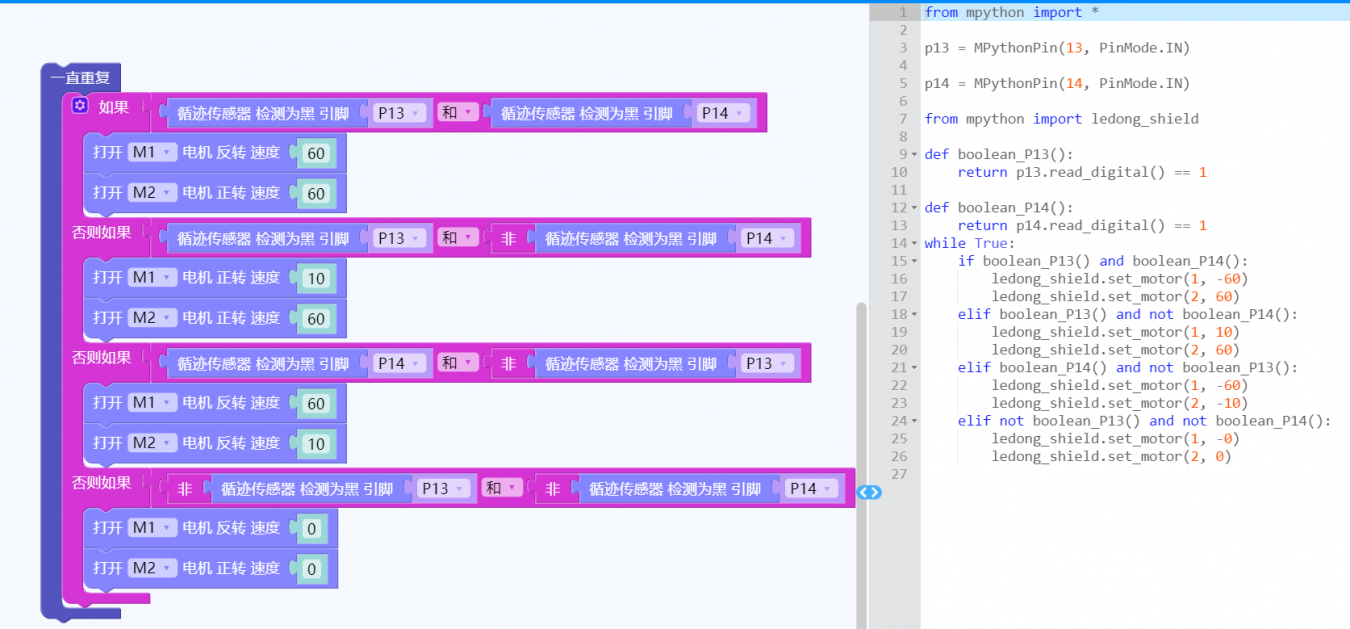 一直重复
如果 循迹传感器 检测为黑 引脚 P13 和 循迹传感器 检测为黑 引脚 P14
打开 M1 电机 反转 速度 60
打开 M2 电机 正转 速度 60
否则如果 循迹传感器 检测为黑 引脚 P13 和 非 循迹传感器 检测为黑 引脚 P14
打开 M1 电机 正转 速度 10
打开 M2 电机 正转 速度 60
否则如果 循迹传感器 检测为黑 引脚 P14 和 非 循迹传感器 检测为黑 引脚 P13
打开 M1 电机 反转 速度 60
打开 M2 电机 反转 速度 10
否则如果 非 循迹传感器 检测为黑 引脚 P13 和 非 循迹传感器 检测为黑 引脚 P14
打开 M1 电机 反转 速度 0
打开 M2 电机 正转 速度 0
1 from mpython import *
2
3 p13 = MPythonPin(13, PinMode.IN)
4
5 p14 = MPythonPin(14, PinMode.IN)
6
7 from mpython import ledong_shield
8
9 def boolean_P13():
10 return p13.read_digital() == 1
11
12 def boolean_P14():
13 return p14.read_digital() == 1
14 while True:
15 if boolean_P13() and boolean_P14():
16 ledong_shield.set_motor(1, -60)
17 ledong_shield.set_motor(2, 60)
18 elif boolean_P13() and not boolean_P14():
19 ledong_shield.set_motor(1, 10)
20 ledong_shield.set_motor(2, 60)
21 elif boolean_P14() and not boolean_P13():
22 ledong_shield.set_motor(1, -60)
23 ledong_shield.set_motor(2, -10)
24 elif not boolean_P13() and not boolean_P14():
25 ledong_shield.set_motor(1, -0)
26 ledong_shield.set_motor(2, 0)
27